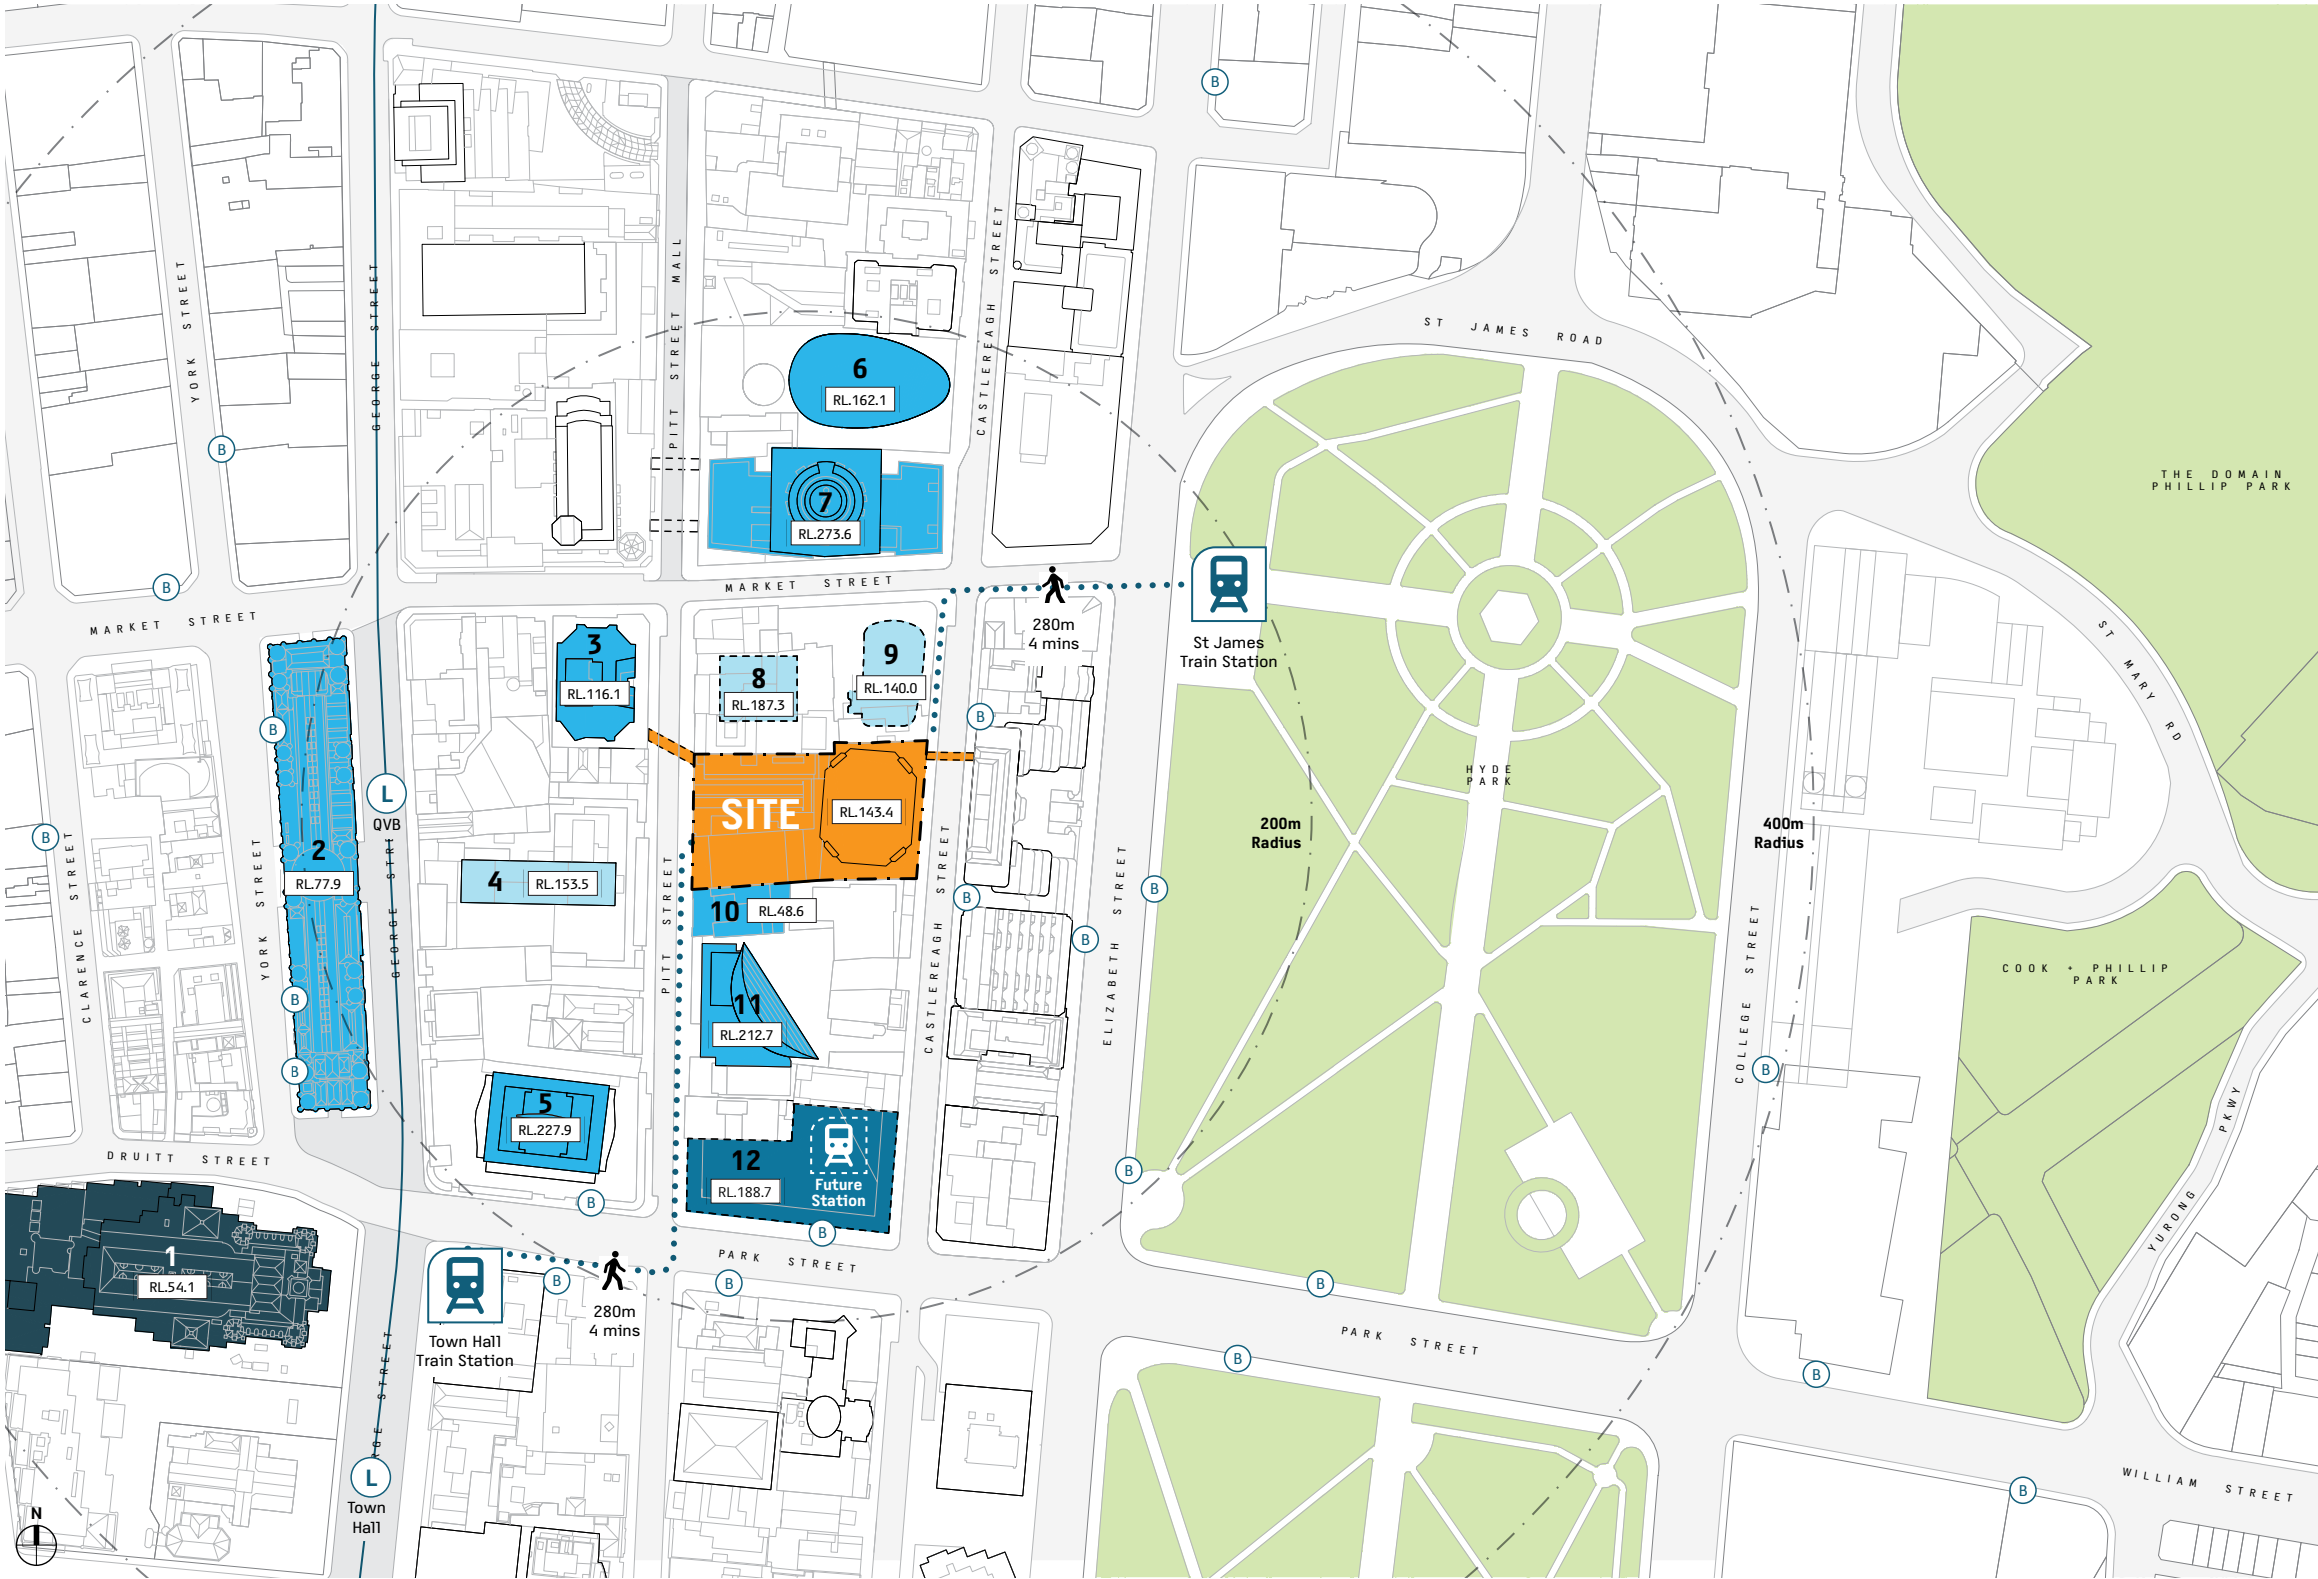 B
ST JAMES ROAD
YORK STREET
GEORGE STREET
PITT STREET MALL
CASTLEREAGH STREET
6
RL.162.1
B
7
RL.273.6
THE DOMAIN
PHILLIP PARK
B
MARKET STREET
MARKET STREET
280m
4 mins
St James
Train Station
ST MARY RD
3
RL.116.1
8
RL.187.3
9
RL.140.0
B
B
HYDE
PARK
L
QVB
SITE
RL.143.4
200m
Radius
400m
Radius
B
2
RL.77.9
4
RL.153.5
B
B
10
RL.48.6
B
CLARENCE STREET
YORK STREET
GEORGE STRE
PITT STREET
CASTLEREAGH STREET
ELIZABETH STREET
COLLEGE STREET
COOK + PHILLIP
PARK
B
11
RL.212.7
B
B
5
RL.227.9
YURONG PKWY
DRUITT STREET
12
RL.188.7
Future
Station
B
B
B
1
RL.54.1
PARK STREET
B
B
B
280m
4 mins
Town Hall
Train Station
PARK STREET
B
B
GE STREET
L
Town
Hall
WILLIAM STREET
B
N